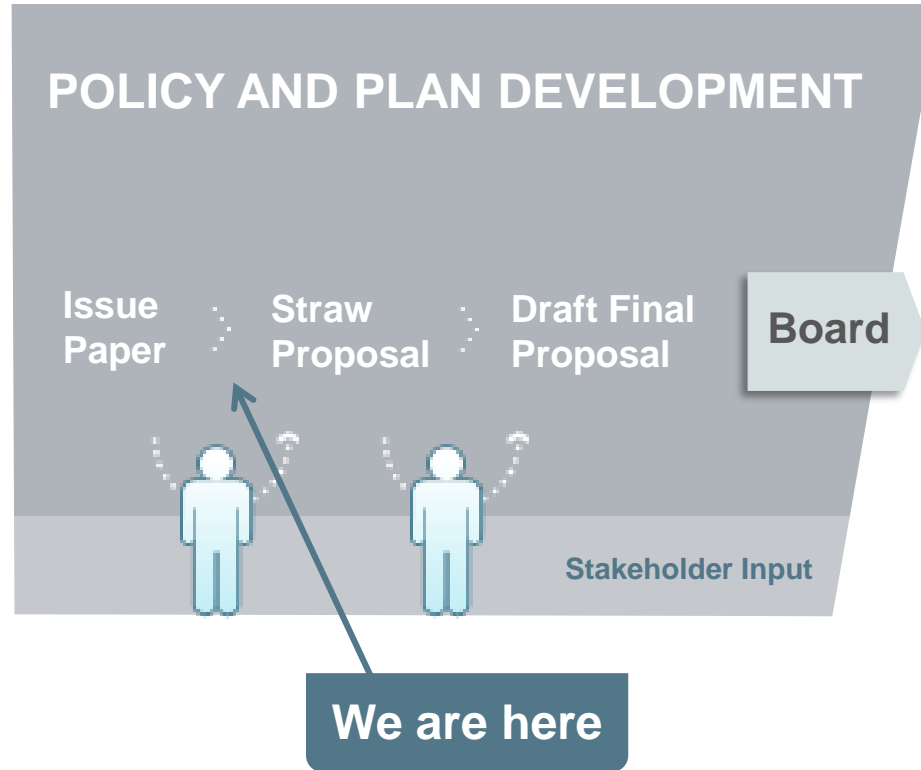 POLICY AND PLAN DEVELOPMENT
Issue
Paper
Straw
Proposal
Draft Final
Proposal
Board
Stakeholder Input
We are here